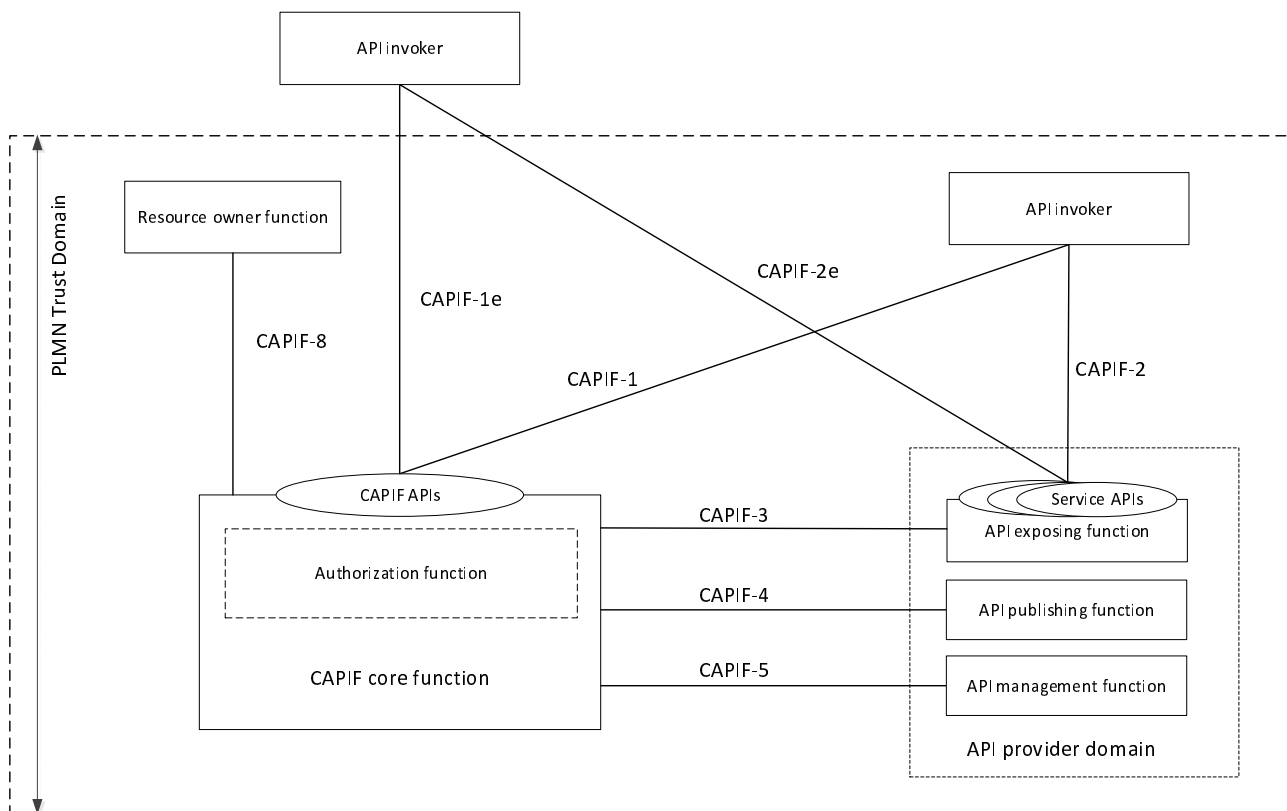 API invoker
PLMN Trust Domain
Resource owner function
API invoker
CAPIF-2e
CAPIF-1e
CAPIF-8
CAPIF-1
CAPIF-2
CAPIF APIs
Service APIs
CAPIF-3
API exposing function
Authorization function
CAPIF-4
API publishing function
CAPIF core function
CAPIF-5
API management function
API provider domain